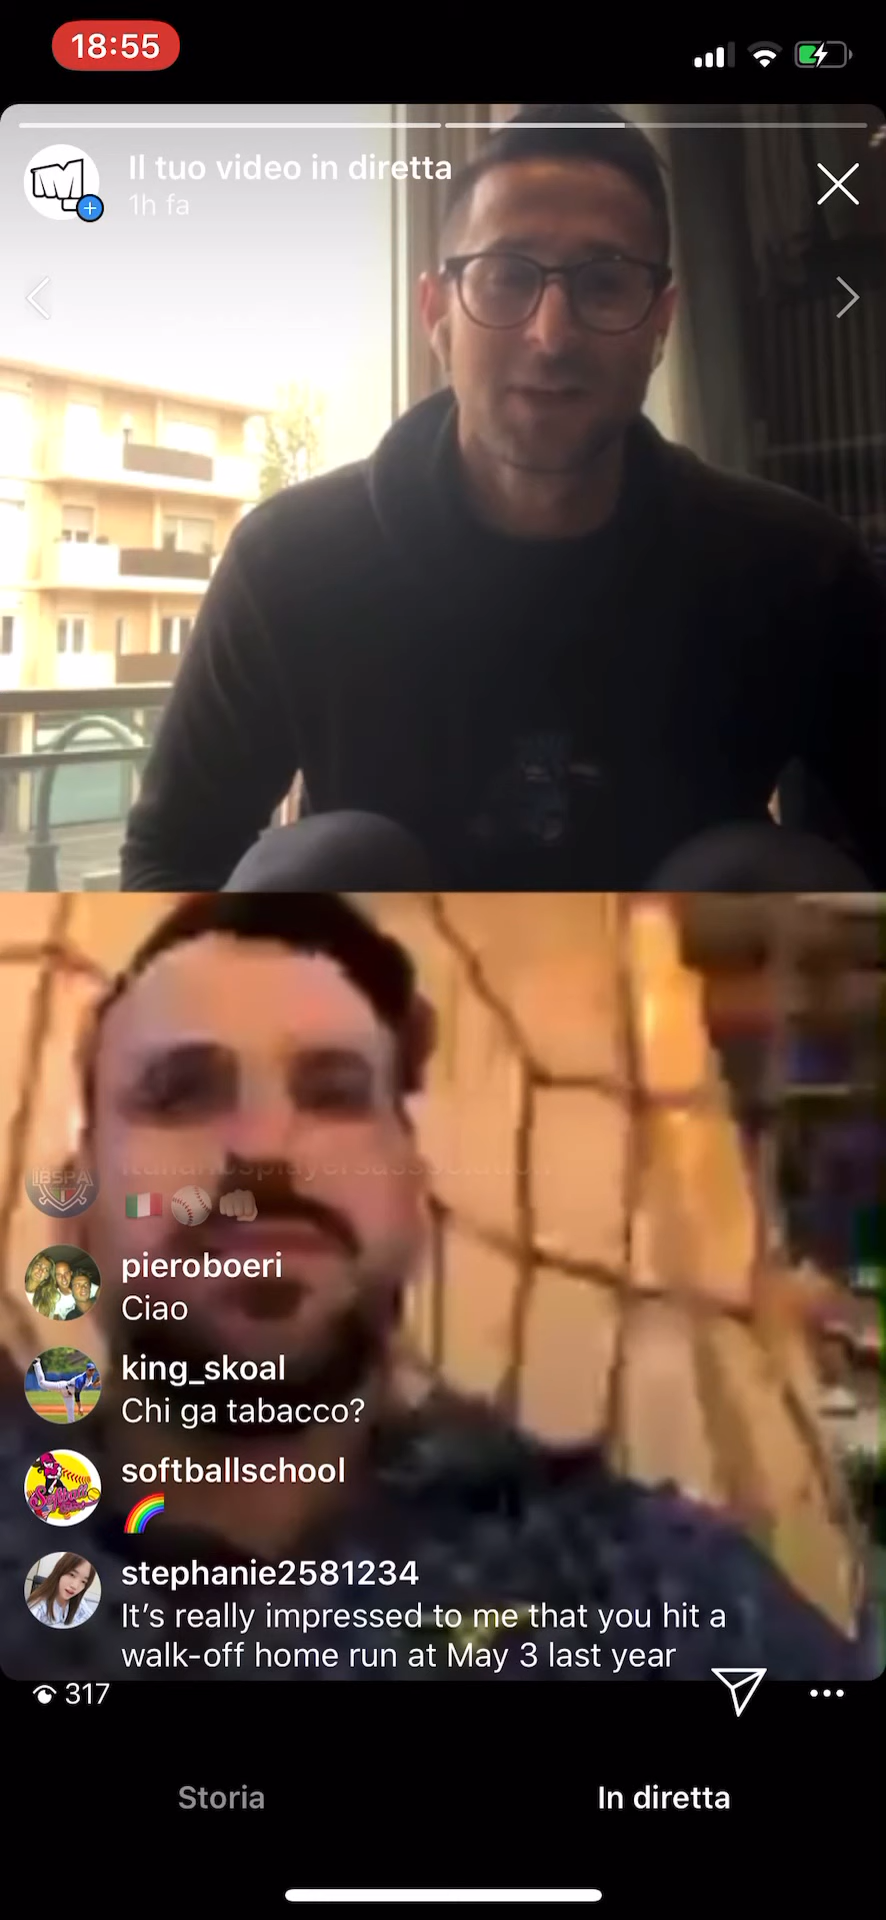 18:55
Il tuo video in diretta
1h fa
IBSPA
italianbsplayersassociation
🇮🇹⚾👊🏼
pieroboeri
Ciao
king_skoal
Chi ga tabacco?
softballschool
🌈
stephanie2581234
It’s really impressed to me that you hit a
walk-off home run at May 3 last year
317
Storia
In diretta